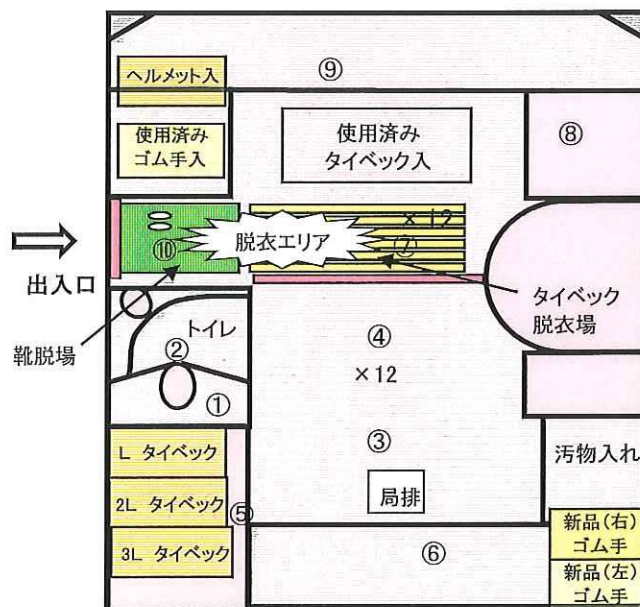 ヘルメット入
⑨
使用済み
ゴム手入
使用済み
タイベック入
⑧
×12
脱衣エリア
⑩
⑦
出入口
靴脱場
タイベック
脱衣場
トイレ
②
①
④
×12
③
局排
L タイベック
2L タイベック
3L タイベック
⑤
⑥
汚物入れ
新品(右)
ゴム手
新品(左)
ゴム手